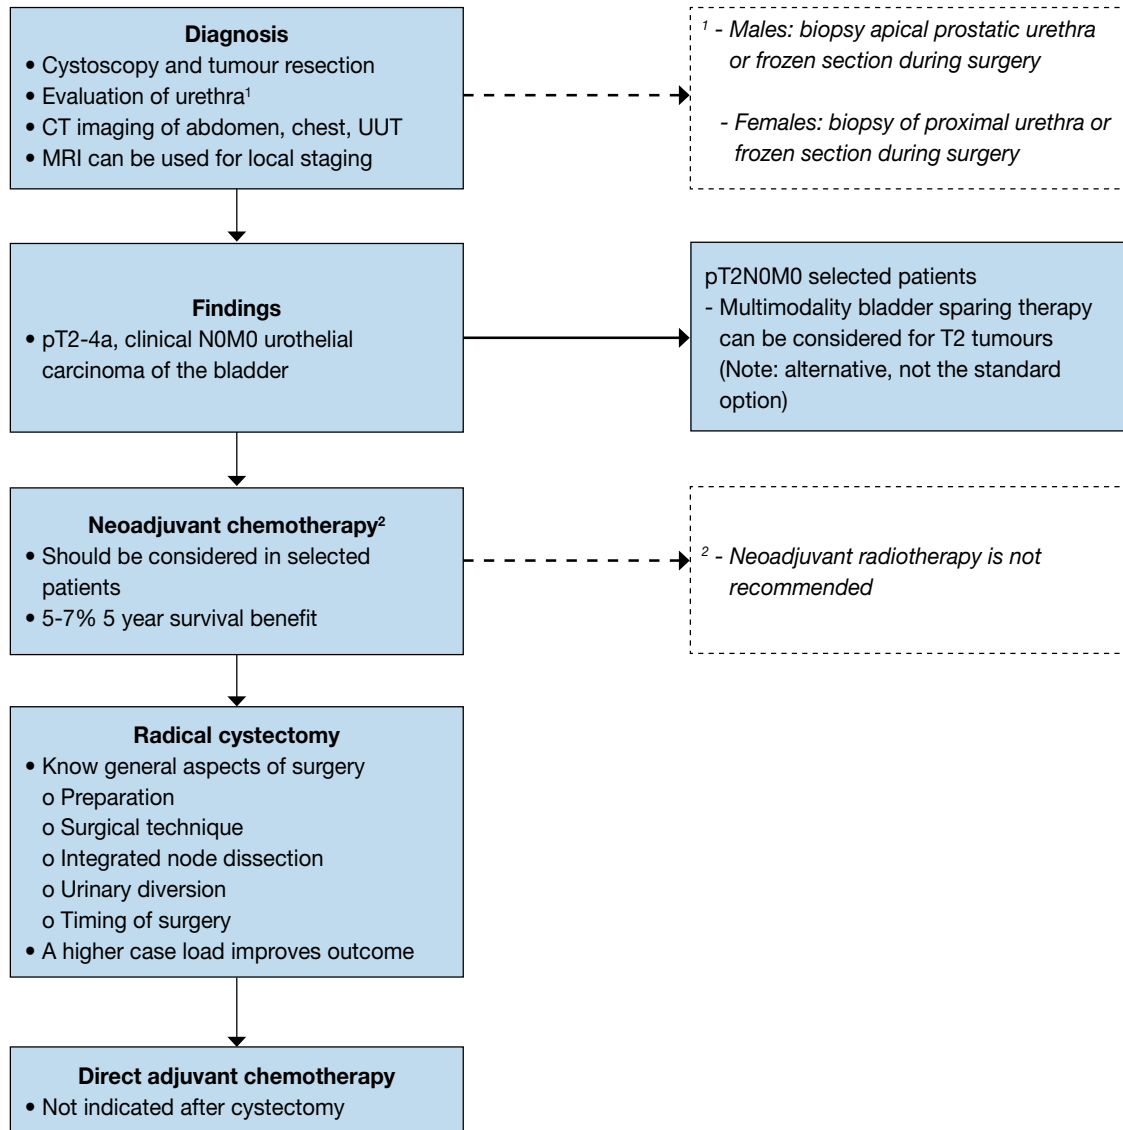 Diagnosis
• Cystoscopy and tumour resection
• Evaluation of urethra¹
• CT imaging of abdomen, chest, UUT
• MRI can be used for local staging
¹ - Males: biopsy apical prostatic urethra
or frozen section during surgery
- Females: biopsy of proximal urethra or
frozen section during surgery
Findings
• pT2-4a, clinical N0M0 urothelial
carcinoma of the bladder
pT2N0M0 selected patients
- Multimodality bladder sparing therapy
can be considered for T2 tumours
(Note: alternative, not the standard
option)
Neoadjuvant chemotherapy²
• Should be considered in selected
patients
• 5-7% 5 year survival benefit
² - Neoadjuvant radiotherapy is not
recommended
Radical cystectomy
• Know general aspects of surgery
o Preparation
o Surgical technique
o Integrated node dissection
o Urinary diversion
o Timing of surgery
• A higher case load improves outcome
Direct adjuvant chemotherapy
• Not indicated after cystectomy